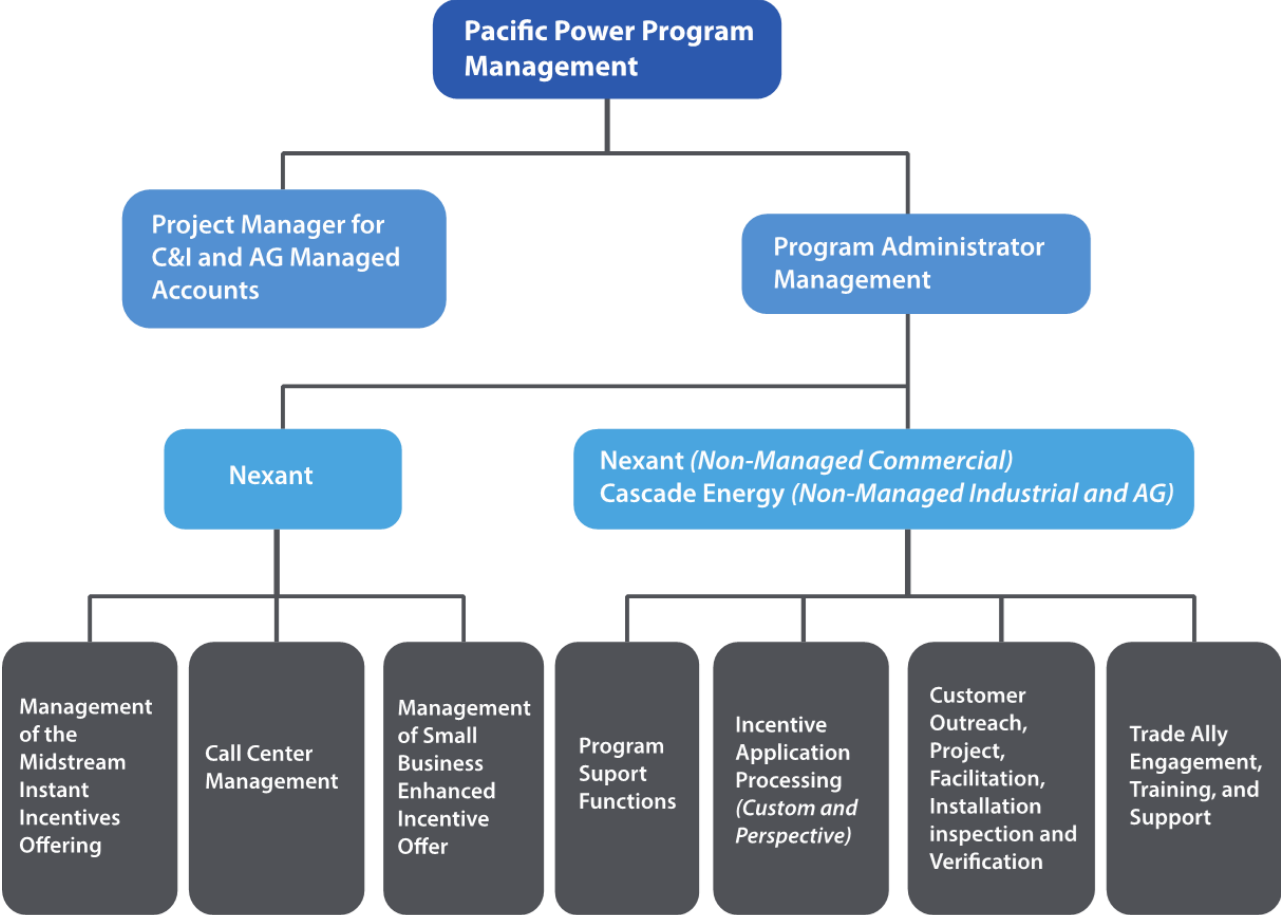 Pacific Power Program
Management
Project Manager for
C&I and AG Managed
Accounts
Program Administrator
Management
Nexant
Nexant (Non-Managed Commercial)
Cascade Energy (Non-Managed Industrial and AG)
Management
of the
Midstream
Instant
Incentives
Offering
Call Center
Management
Management
of Small
Business
Enhanced
Incentive
Offer
Program
Suport
Functions
Incentive
Application
Processing
(Custom and
Perspective)
Customer
Outreach,
Project,
Facilitation,
Installation
inspection and
Verification
Trade Ally
Engagement,
Training, and
Support